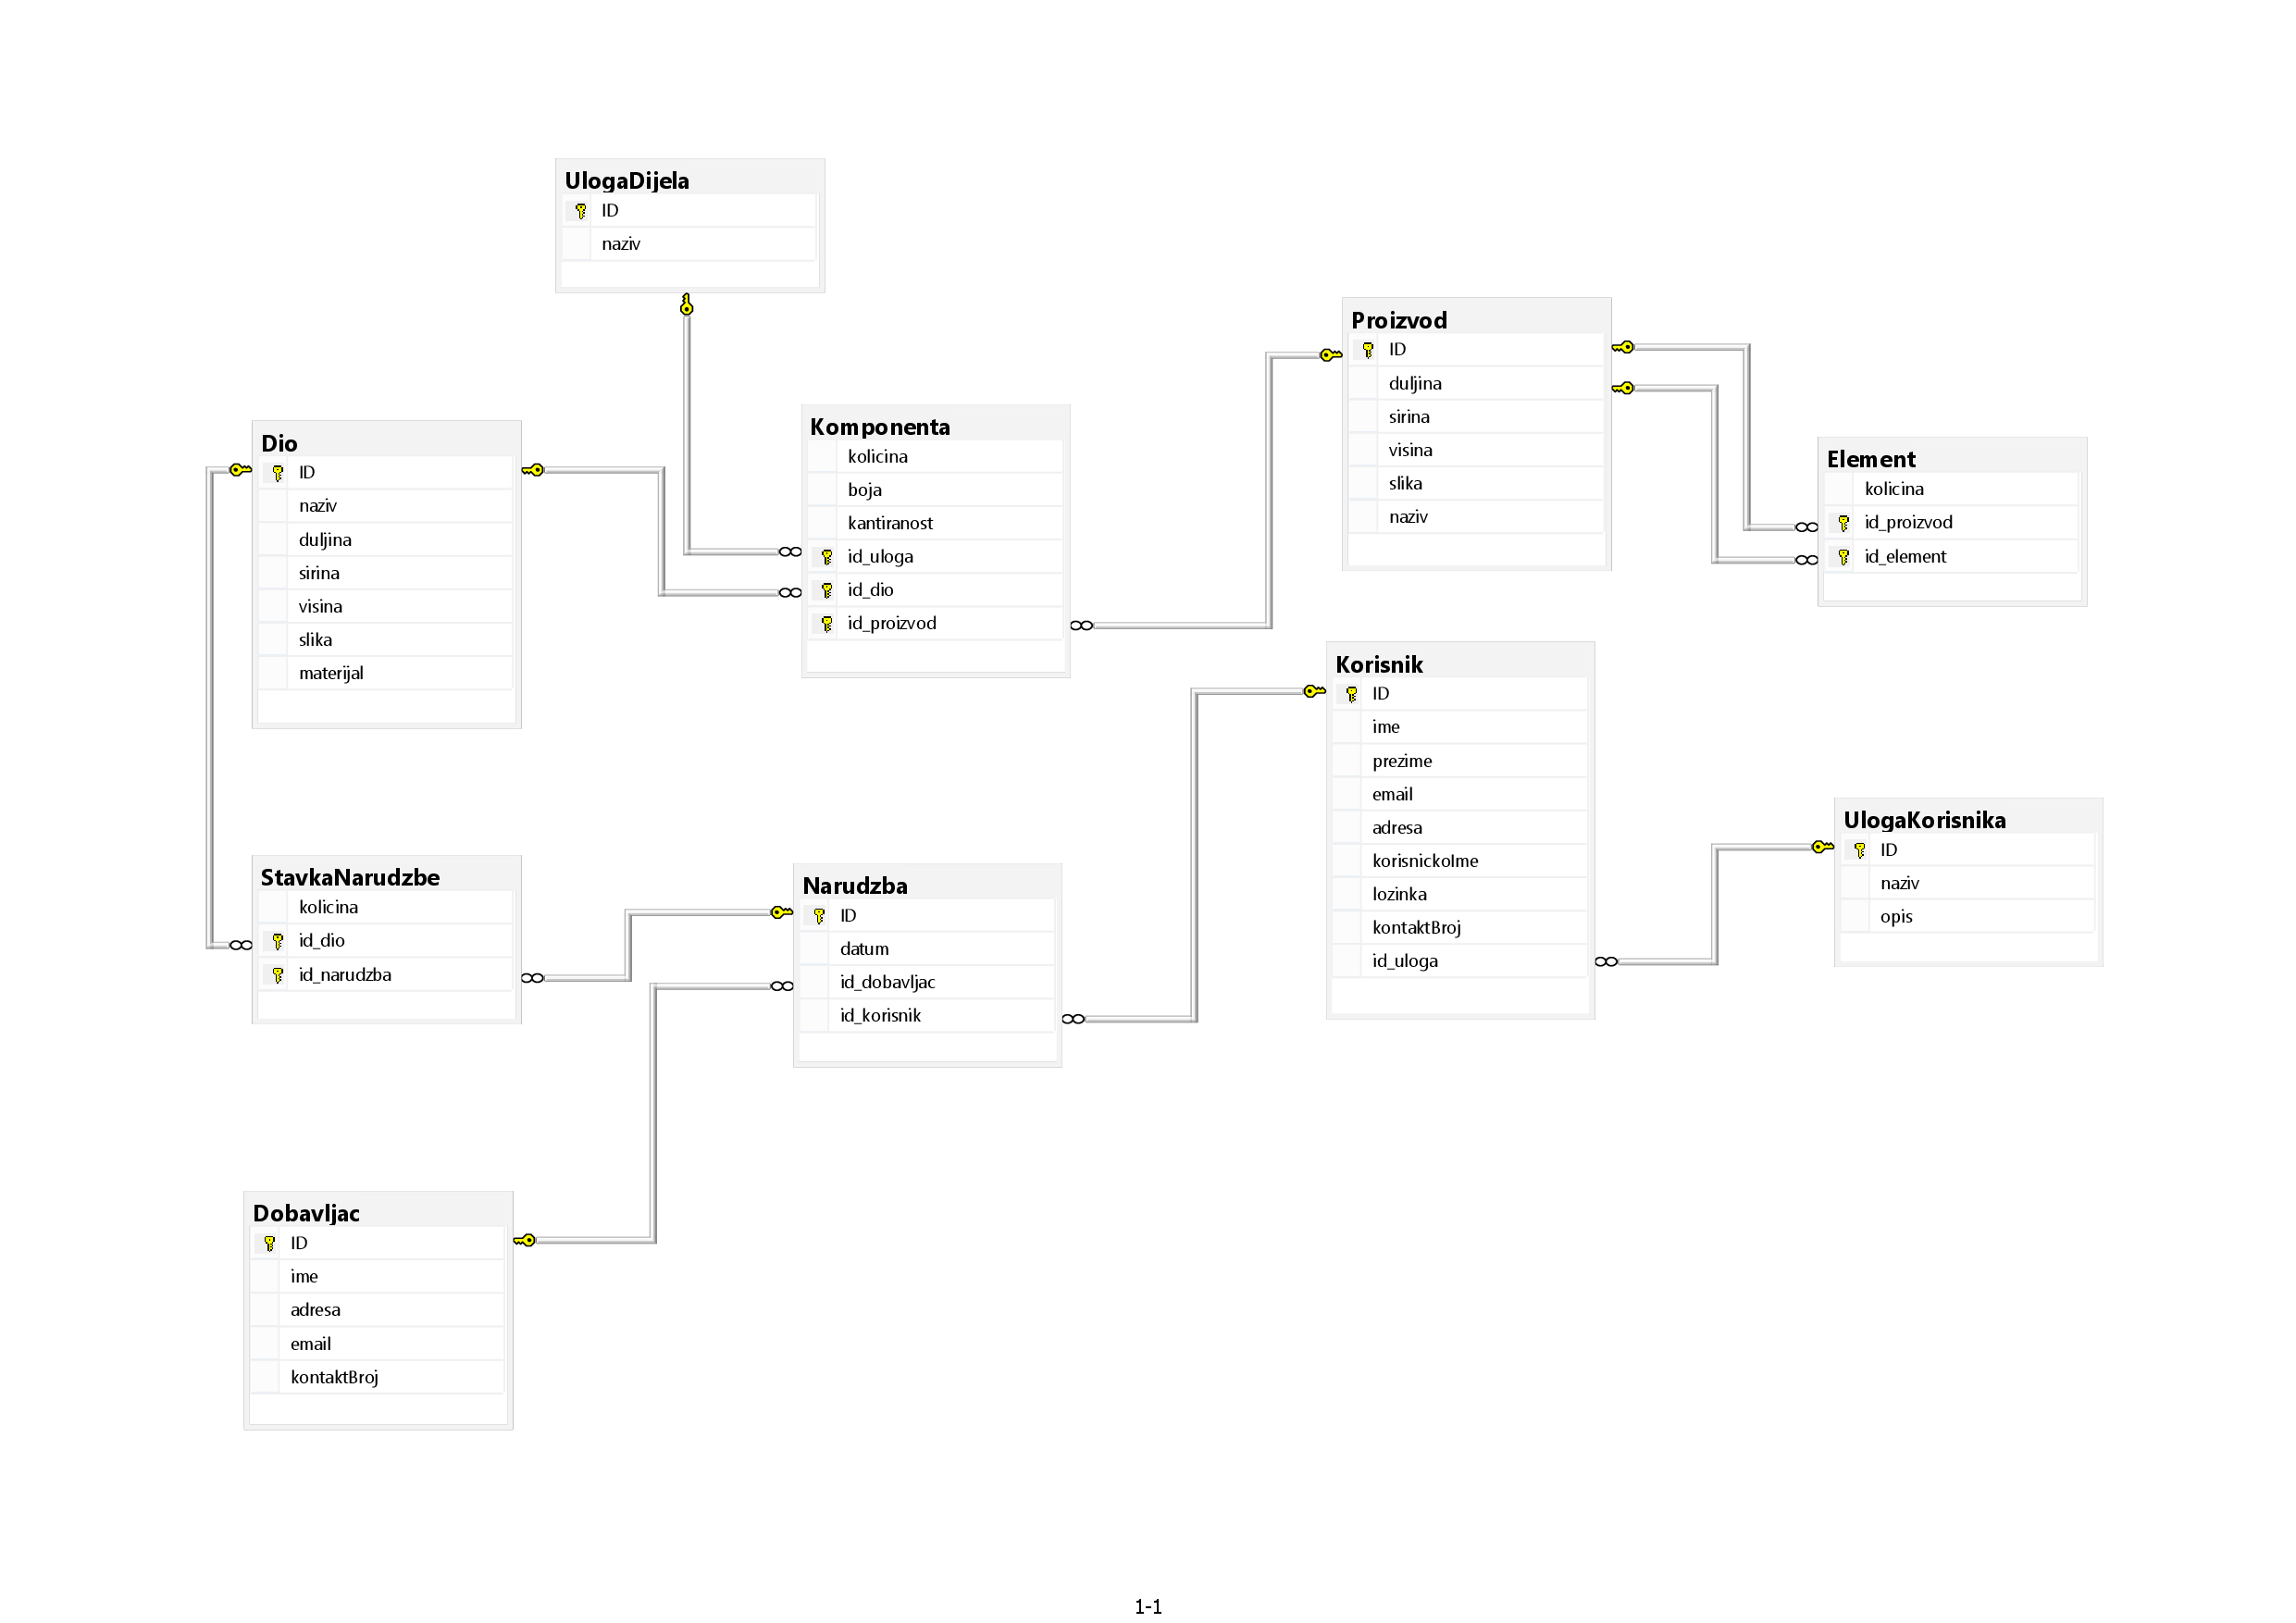 UlogaDijela
ID
naziv
Proizvod
ID
duljina
sirina
visina
slika
naziv
Dio
ID
naziv
duljina
sirina
visina
slika
materijal
Komponenta
kolicina
boja
kantiranost
id_uloga
id_dio
id_proizvod
Element
kolicina
id_proizvod
id_element
Korisnik
ID
ime
prezime
email
adresa
korisnickoIme
lozinka
kontaktBroj
id_uloga
UlogaKorisnika
ID
naziv
opis
StavkaNarudzbe
kolicina
id_dio
id_narudzba
Narudzba
ID
datum
id_dobavljac
id_korisnik
Dobavljac
ID
ime
adresa
email
kontaktBroj
1-1